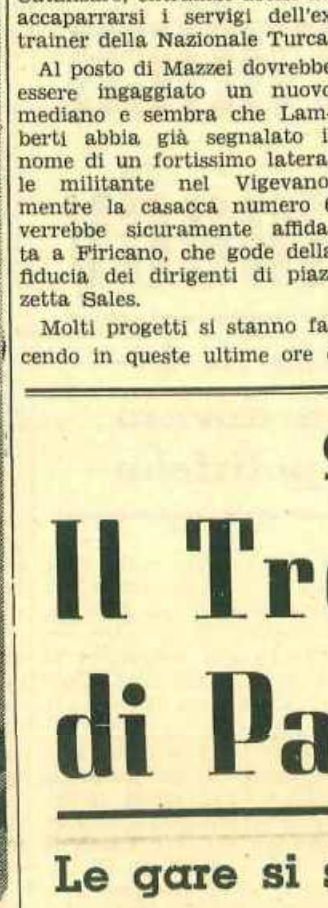 accaparrarsi i servigi dell'ex
trainer della Nazionale Turca
Al posto di Mazzei dovrebbe
essere ingaggiato un nuovo
mediano e sembra che Lam-
berti abbia già segnalato i
nome di un fortissimo latera
le militante nel Vigevano
mentre la casacca numero 6
verrebbe sicuramente affida
ta a Firicano, che gode della
fiducia dei dirigenti di piaz
zetta Sales.
Molti progetti si stanno fa
cendo in queste ultime ore
Il Tr
di Pa
Le gare si s